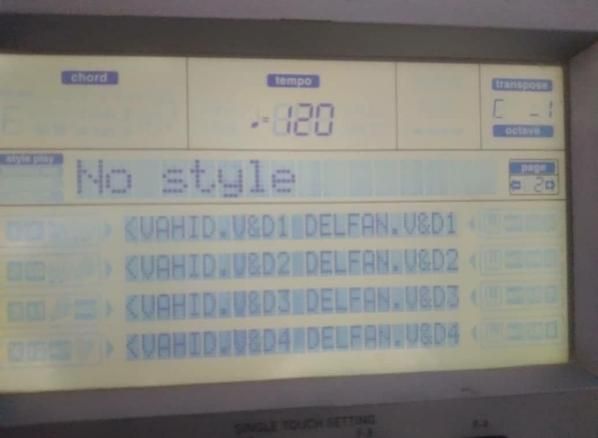 chord
tempo
transpose
♩=120
C -1
octave
style play
No style
page
2
<VAHID.V&D1 DELFAN.V&D1
<VAHID.V&D2 DELFAN.V&D2
<VAHID.V&D3 DELFAN.V&D3
<VAHID.V&D4 DELFAN.V&D4
SINGLE TOUCH SETTING